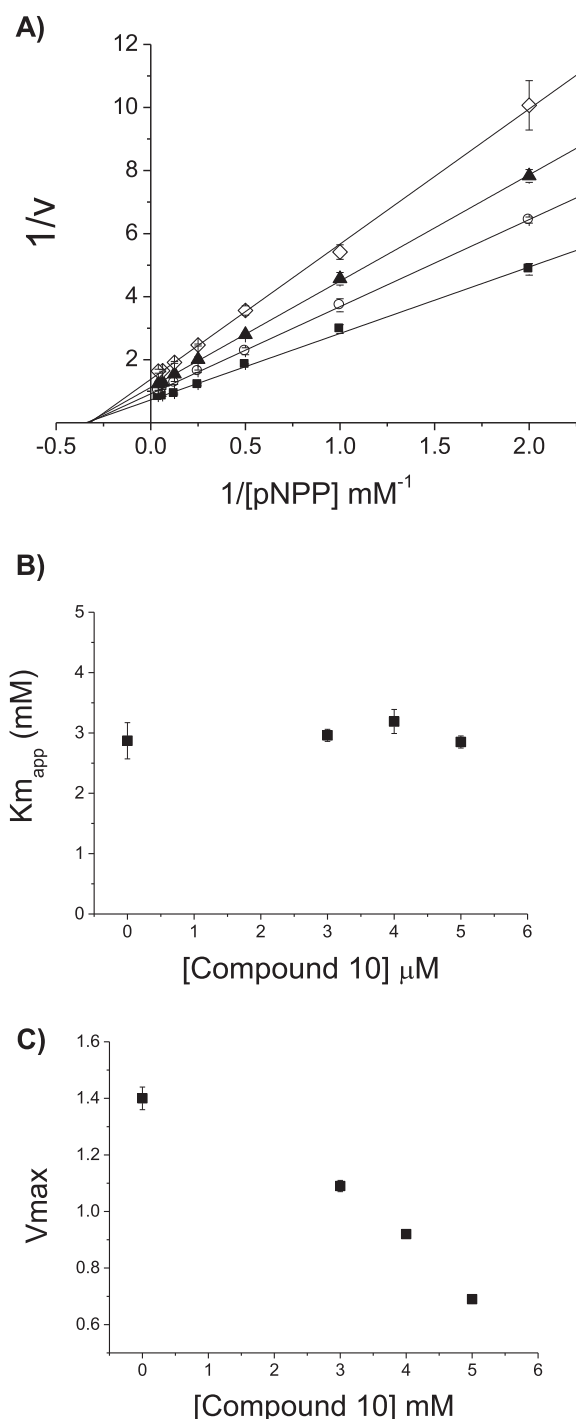 A)
12
10
8
6
4
2
1/v
-0.5 0.0 0.5 1.0 1.5 2.0
1/[pNPP] mM-1
B)
5
4
3
2
1
0
Kmapp (mM)
0 1 2 3 4 5 6
[Compound 10] μM
C)
1.6
1.4
1.2
1.0
0.8
0.6
Vmax
0 1 2 3 4 5 6
[Compound 10] mM